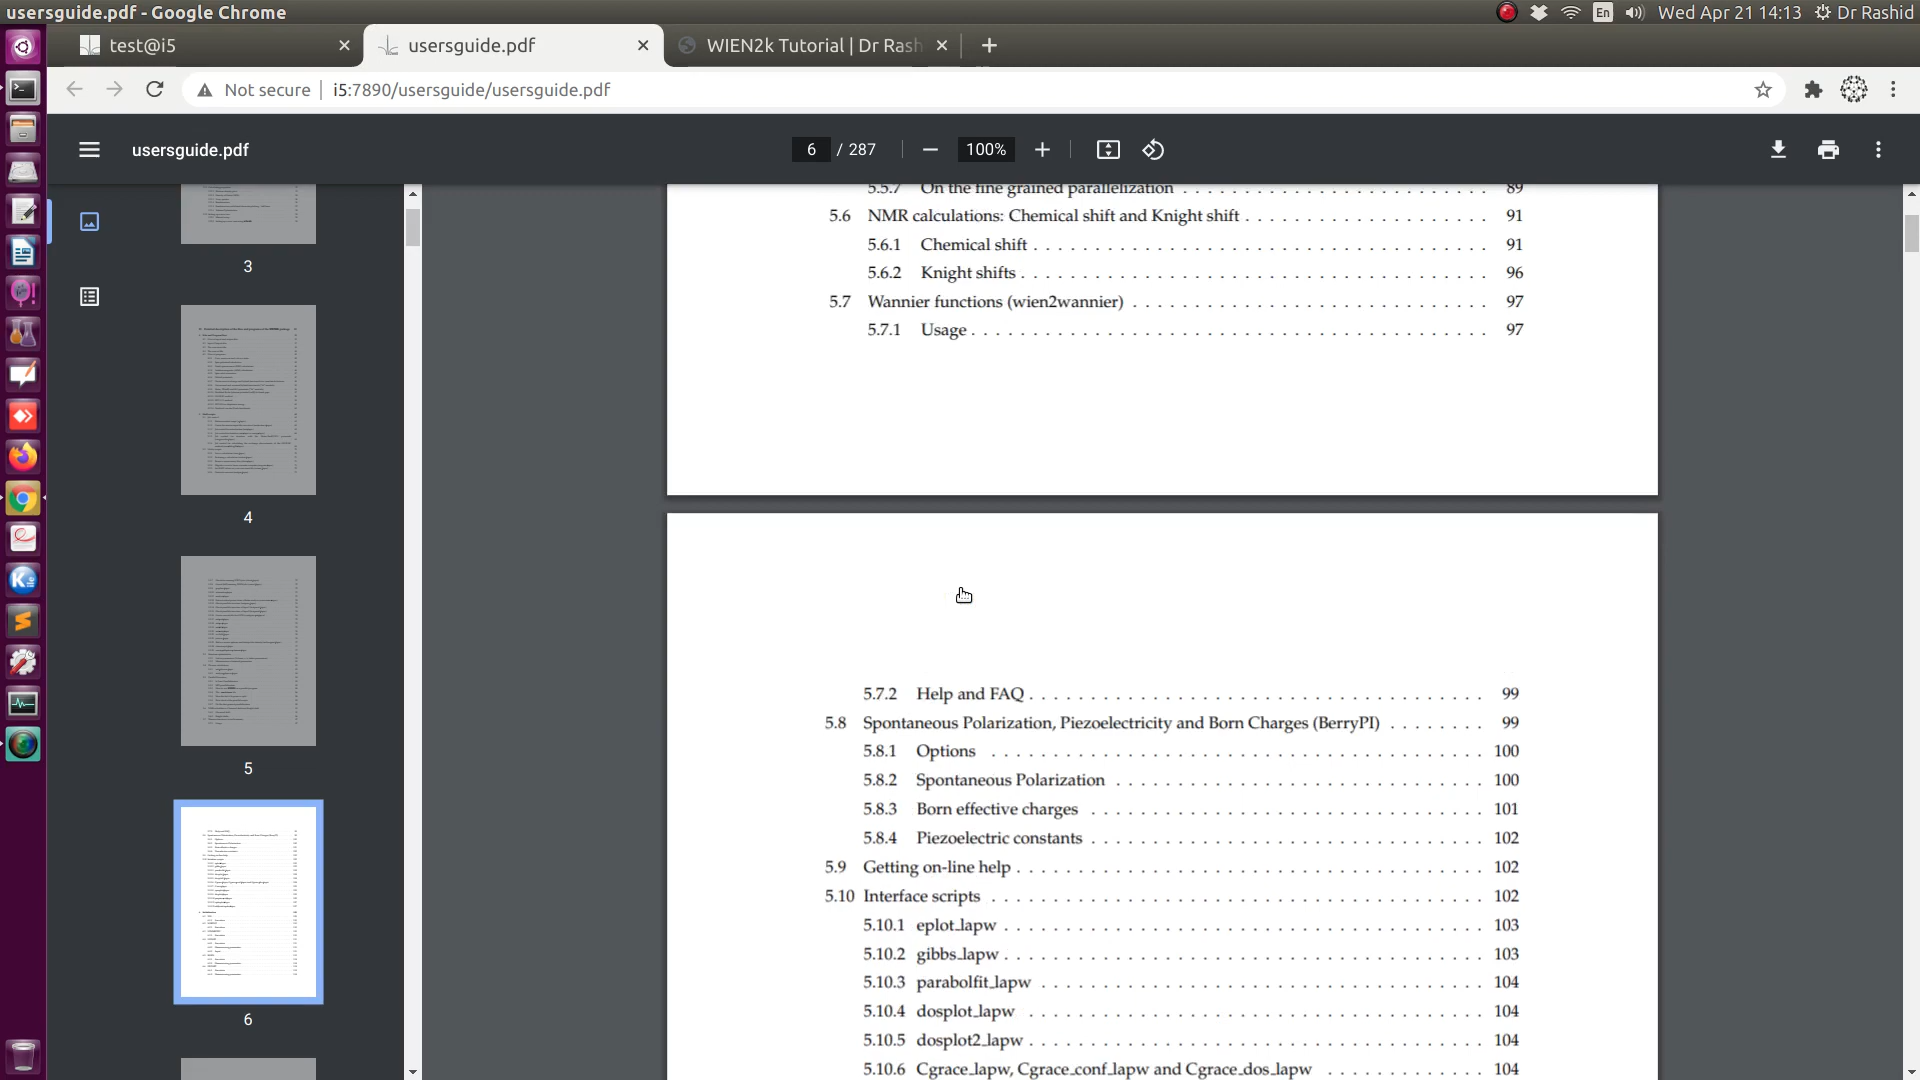 usersguide.pdf - Google Chrome
En
Wed Apr 21 14:13
Dr Rashid
test@i5
usersguide.pdf
WIEN2k Tutorial | Dr Rash
Not secure
i5:7890/usersguide/usersguide.pdf
usersguide.pdf
6 / 287
100%
3
4
5
6
5.5.7 On the fine grained parallelization . . . . . . . . . . . . . . . . . . . . . . . . 89
5.6 NMR calculations: Chemical shift and Knight shift . . . . . . . . . . . . . . . . . . . 91
5.6.1 Chemical shift . . . . . . . . . . . . . . . . . . . . . . . . . . . . . . . . . . . 91
5.6.2 Knight shifts . . . . . . . . . . . . . . . . . . . . . . . . . . . . . . . . . . . . 96
5.7 Wannier functions (wien2wannier) . . . . . . . . . . . . . . . . . . . . . . . . . . . . 97
5.7.1 Usage . . . . . . . . . . . . . . . . . . . . . . . . . . . . . . . . . . . . . . . . 97
5.7.2 Help and FAQ . . . . . . . . . . . . . . . . . . . . . . . . . . . . . . . . . . . 99
5.8 Spontaneous Polarization, Piezoelectricity and Born Charges (BerryPI) . . . . . . . 99
5.8.1 Options . . . . . . . . . . . . . . . . . . . . . . . . . . . . . . . . . . . . . . 100
5.8.2 Spontaneous Polarization . . . . . . . . . . . . . . . . . . . . . . . . . . . . 100
5.8.3 Born effective charges . . . . . . . . . . . . . . . . . . . . . . . . . . . . . . 101
5.8.4 Piezoelectric constants . . . . . . . . . . . . . . . . . . . . . . . . . . . . . . 102
5.9 Getting on-line help . . . . . . . . . . . . . . . . . . . . . . . . . . . . . . . . . . . 102
5.10 Interface scripts . . . . . . . . . . . . . . . . . . . . . . . . . . . . . . . . . . . . . 102
5.10.1 eplot_lapw . . . . . . . . . . . . . . . . . . . . . . . . . . . . . . . . . . . . 103
5.10.2 gibbs_lapw . . . . . . . . . . . . . . . . . . . . . . . . . . . . . . . . . . . . 103
5.10.3 parabolfit_lapw . . . . . . . . . . . . . . . . . . . . . . . . . . . . . . . . . . 104
5.10.4 dosplot_lapw . . . . . . . . . . . . . . . . . . . . . . . . . . . . . . . . . . . 104
5.10.5 dosplot2_lapw . . . . . . . . . . . . . . . . . . . . . . . . . . . . . . . . . . 104
5.10.6 Cgrace_lapw, Cgrace_conf_lapw and Cgrace_dos_lapw . . . . . . . . . . . 104